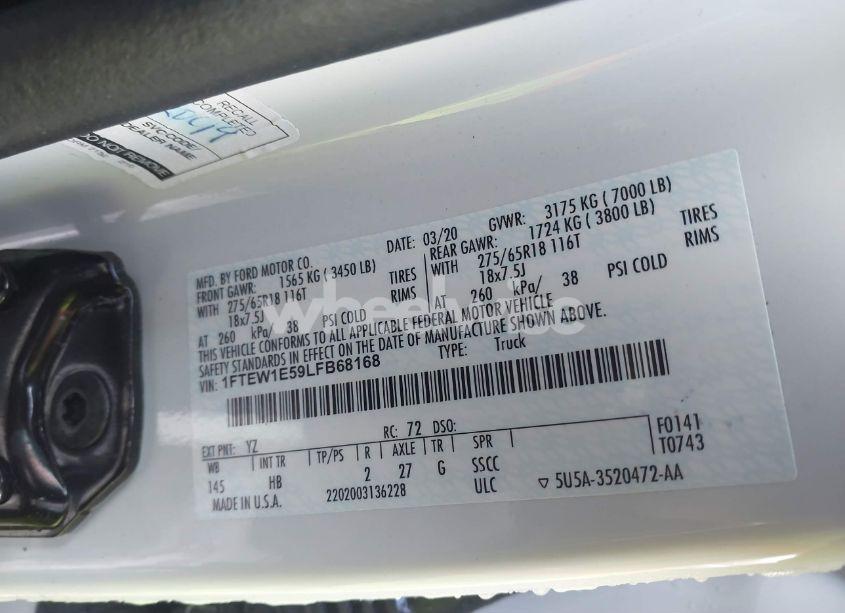 RECALL
COMPLETED
SVC-CODE/
DEALER NAME
DO NOT REMOVE
MFD. BY FORD MOTOR CO.
DATE: 03/20
GVWR: 3175 KG ( 7000 LB)
FRONT GAWR: 1565 KG ( 3450 LB)
REAR GAWR: 1724 KG ( 3800 LB)
WITH 275/65R18 116T TIRES
WITH 275/65R18 116T TIRES
18x7.5J RIMS
18x7.5J RIMS
AT 260 kPa/ 38 PSI COLD
AT 260 kPa/ 38 PSI COLD
THIS VEHICLE CONFORMS TO ALL APPLICABLE FEDERAL MOTOR VEHICLE
SAFETY STANDARDS IN EFFECT ON THE DATE OF MANUFACTURE SHOWN ABOVE.
VIN: 1FTEW1E59LFB68168
TYPE: Truck
EXT PNT: YZ RC: 72 DSO:
WB INT TR TP/PS R AXLE TR SPR
145 HB 2 27 G SSCC
F0141
T0743
MADE IN U.S.A. 2202003136228 ULC
▽ 5U5A-3520472-AA